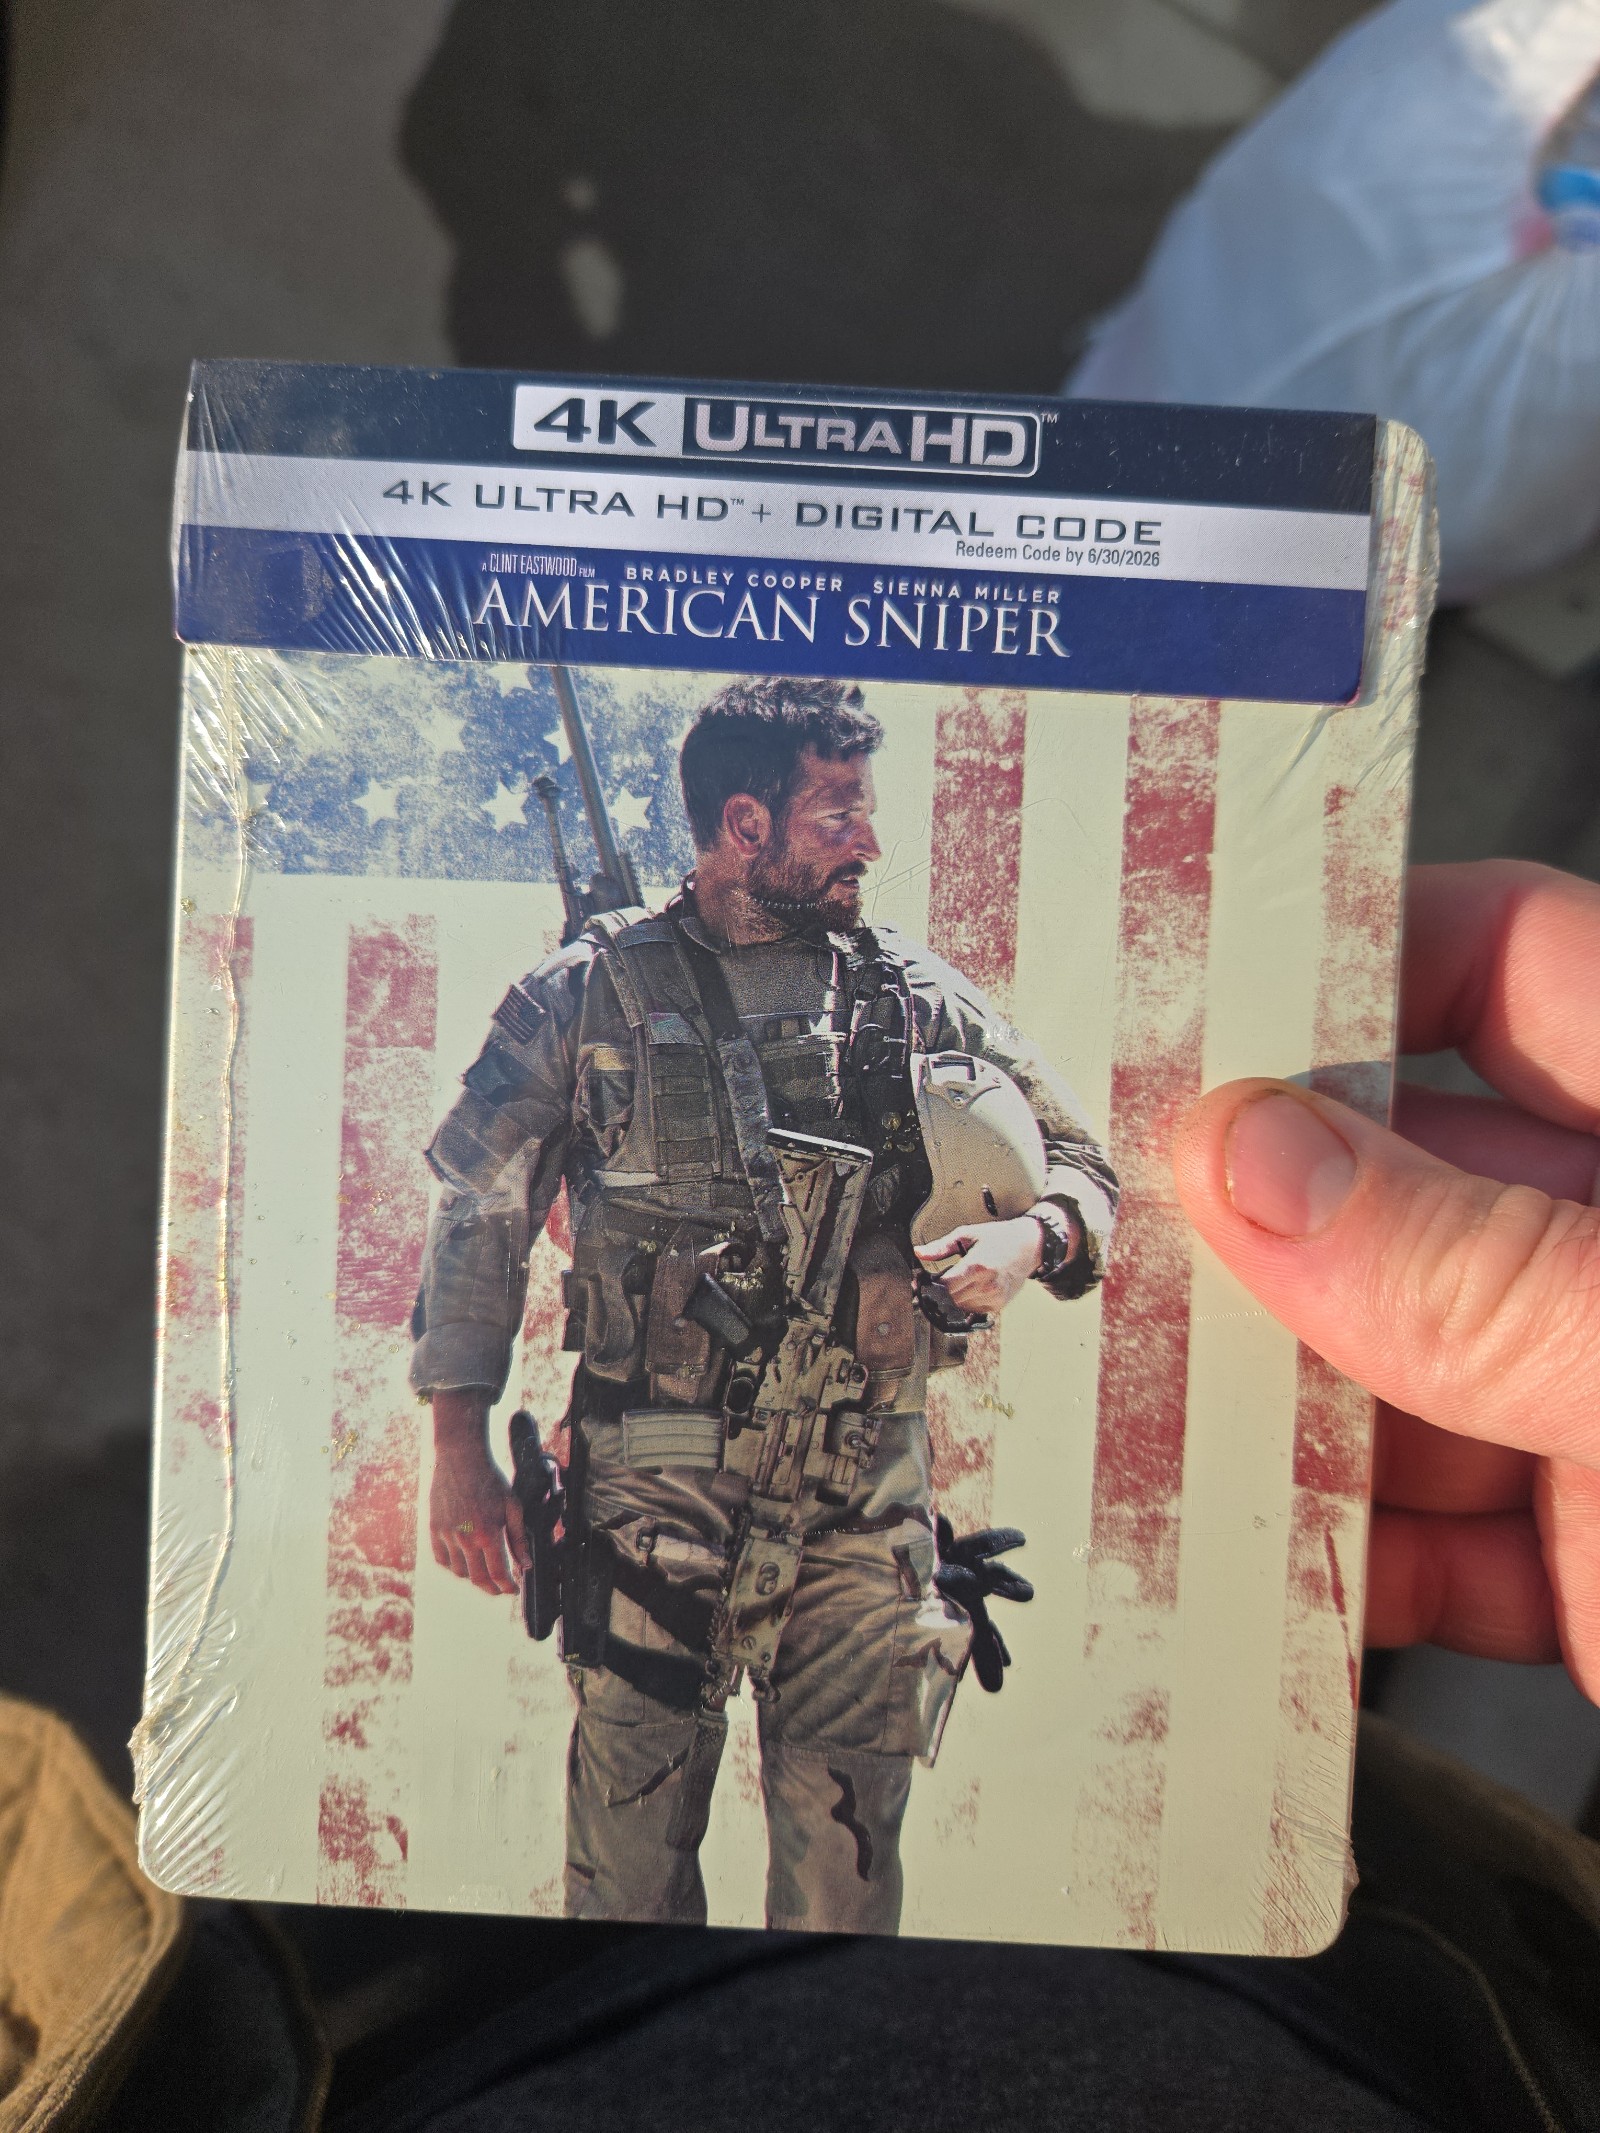 4K ULTRA HD™
4K ULTRA HD™ + DIGITAL CODE
Redeem Code by 6/30/2026
A CLINT EASTWOOD FILM BRADLEY COOPER SIENNA MILLER
AMERICAN SNIPER